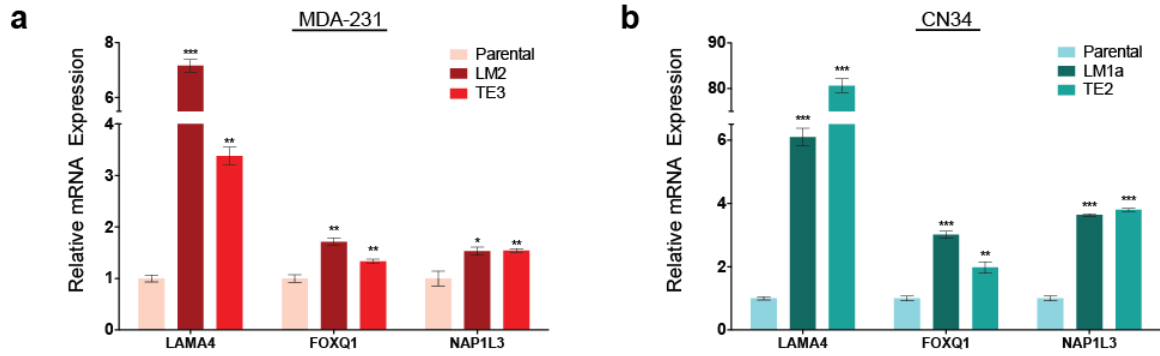 a
MDA-231
Relative mRNA Expression
8
6
4
3
2
1
0
***
**
**
**
*
**
Parental
LM2
TE3
LAMA4
FOXQ1
NAP1L3
b
CN34
Relative mRNA Expression
90
80
6
4
2
0
***
***
***
**
***
***
Parental
LM1a
TE2
LAMA4
FOXQ1
NAP1L3